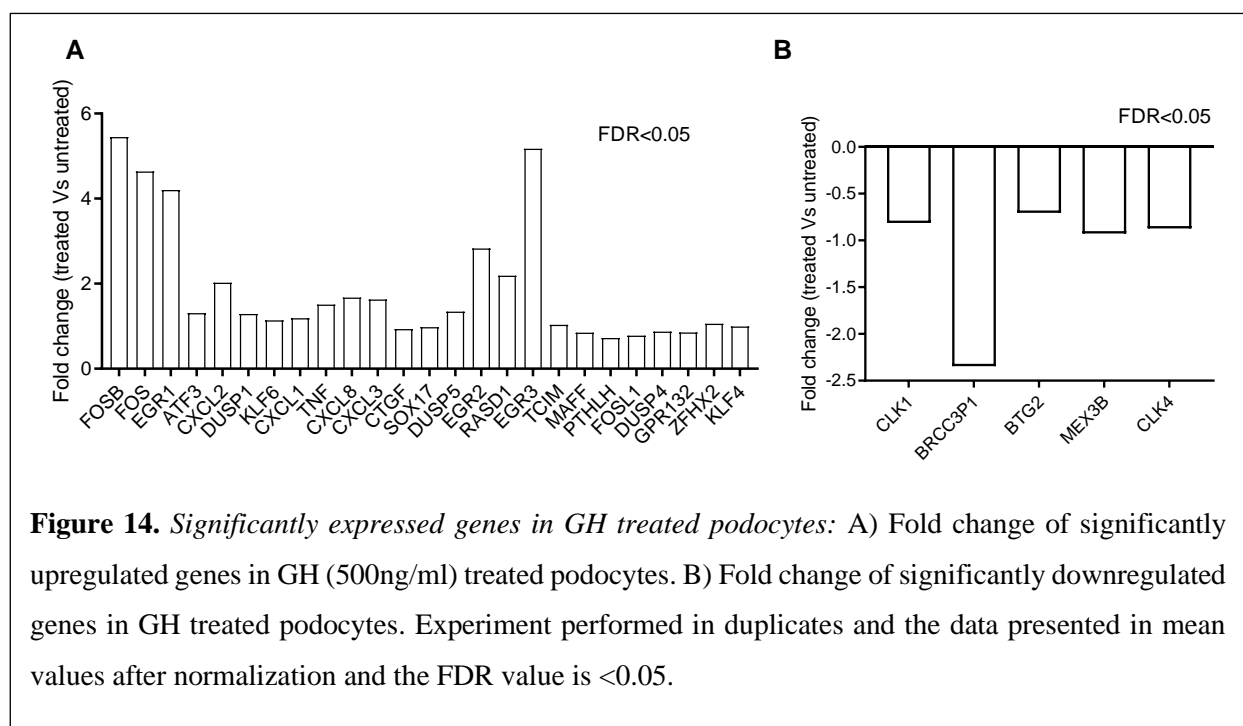 A
Fold change (treated Vs untreated)
6
4
2
0
FDR<0.05
FOSB
FOS
EGR1
ATF3
CXCL2
DUSP1
KLF6
CXCL1
TNF
CXCL8
CXCL3
CTGF
SOX17
DUSP5
EGR2
RASD1
EGR3
TCIM
MAFF
PTHLH
FOSL1
DUSP4
GPR132
ZFHX2
KLF4
B
FDR<0.05
Fold change (treated Vs untreated)
0.0
-0.5
-1.0
-1.5
-2.0
-2.5
CLK1
BRCC3P1
BTG2
MEX3B
CLK4
Figure 14. Significantly expressed genes in GH treated podocytes: A) Fold change of significantly
upregulated genes in GH (500ng/ml) treated podocytes. B) Fold change of significantly downregulated
genes in GH treated podocytes. Experiment performed in duplicates and the data presented in mean
values after normalization and the FDR value is <0.05.